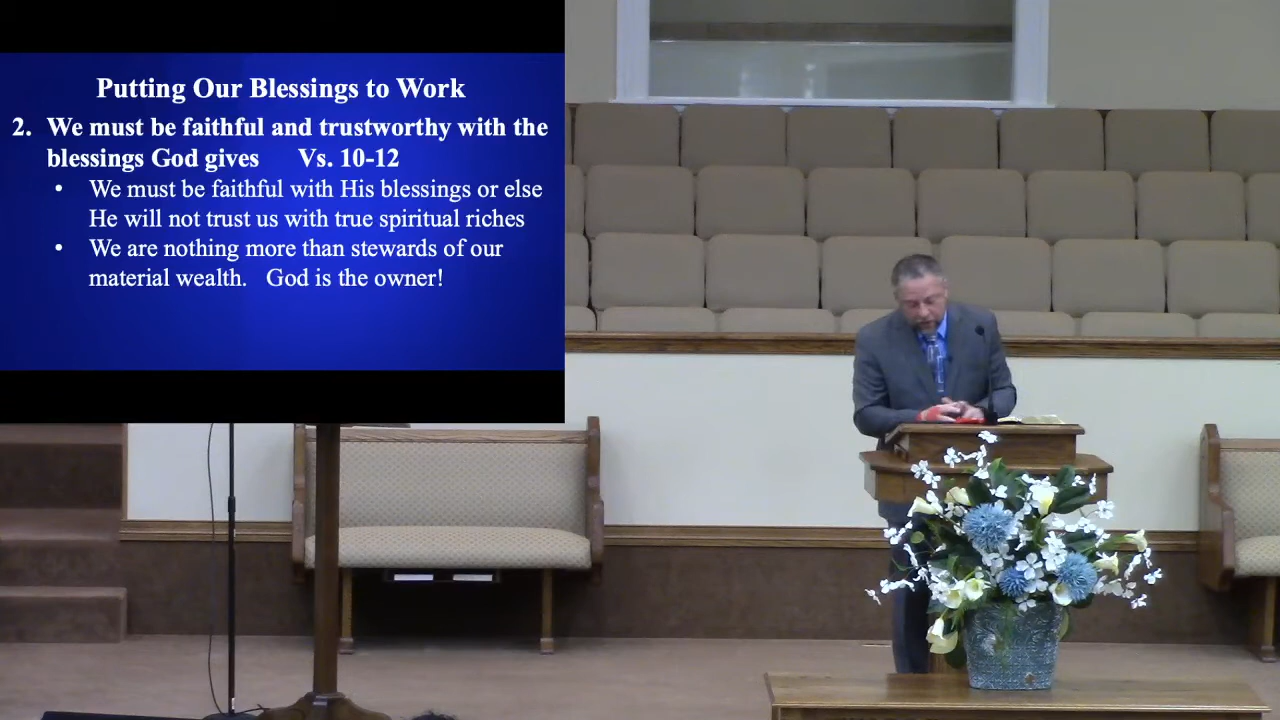 Putting Our Blessings to Work
2. We must be faithful and trustworthy with the
blessings God gives Vs. 10-12
• We must be faithful with His blessings or else
He will not trust us with true spiritual riches
• We are nothing more than stewards of our
material wealth. God is the owner!